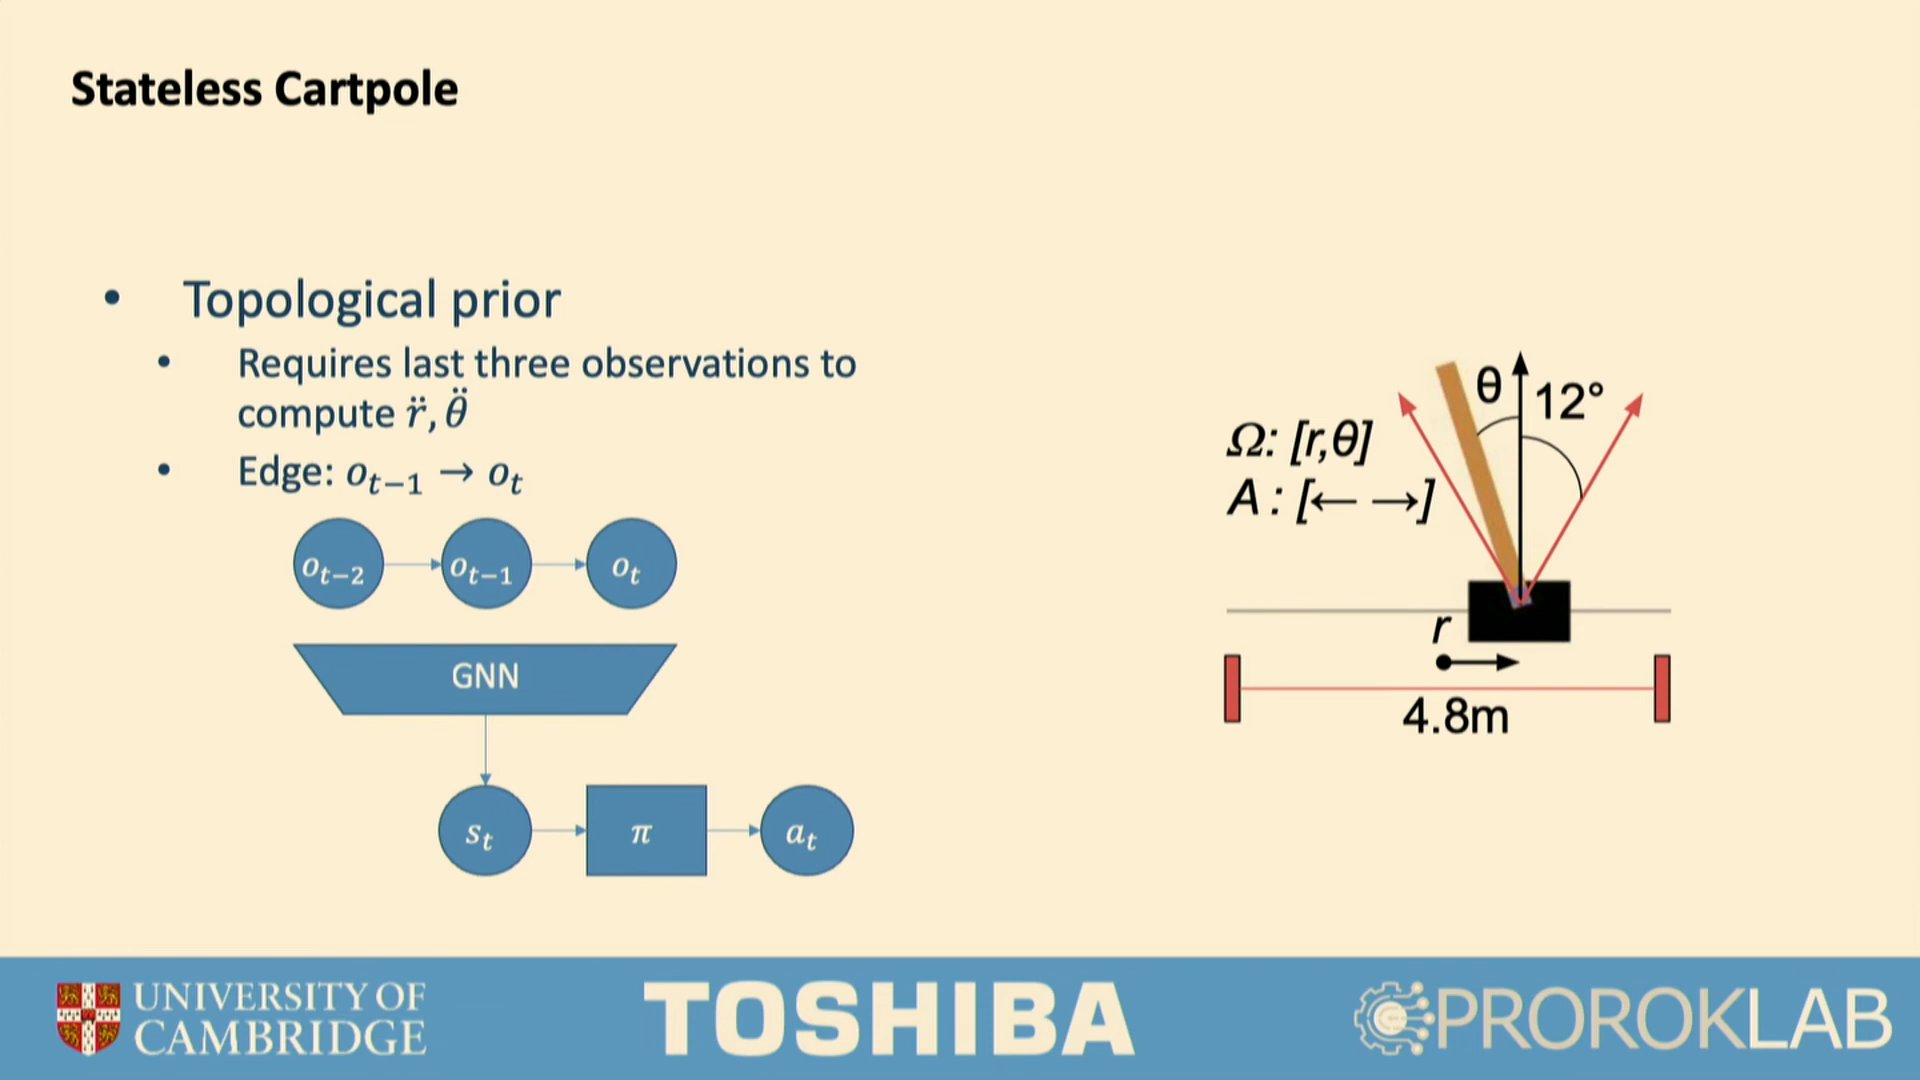 Stateless Cartpole
• Topological prior
• Requires last three observations to
compute r̈, θ̈
• Edge: oₜ₋₁ → oₜ
oₜ₋₂ oₜ₋₁ oₜ
GNN
sₜ π aₜ
θ 12°
Ω: [r,θ]
A : [← →]
r
4.8m
UNIVERSITY OF
CAMBRIDGE
TOSHIBA
PROROKLAB